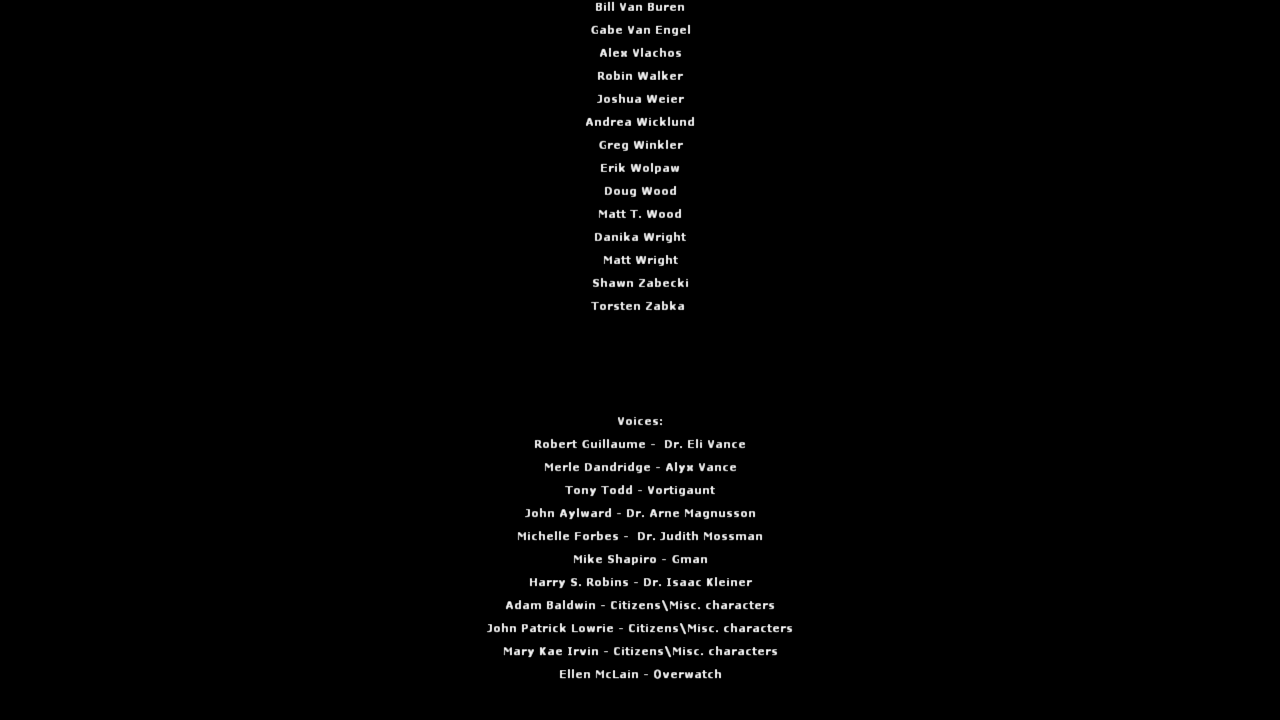 Bill Van Buren
Gabe Van Engel
Alex Vlachos
Robin Walker
Joshua Weier
Andrea Wicklund
Greg Winkler
Erik Wolpaw
Doug Wood
Matt T. Wood
Danika Wright
Matt Wright
Shawn Zabecki
Torsten Zabka
Voices:
Robert Guillaume -  Dr. Eli Vance
Merle Dandridge - Alyx Vance
Tony Todd - Vortigaunt
John Aylward - Dr. Arne Magnusson
Michelle Forbes -  Dr. Judith Mossman
Mike Shapiro - Gman
Harry S. Robins - Dr. Isaac Kleiner
Adam Baldwin - Citizens\Misc. characters
John Patrick Lowrie - Citizens\Misc. characters
Mary Kae Irvin - Citizens\Misc. characters
Ellen McLain - Overwatch